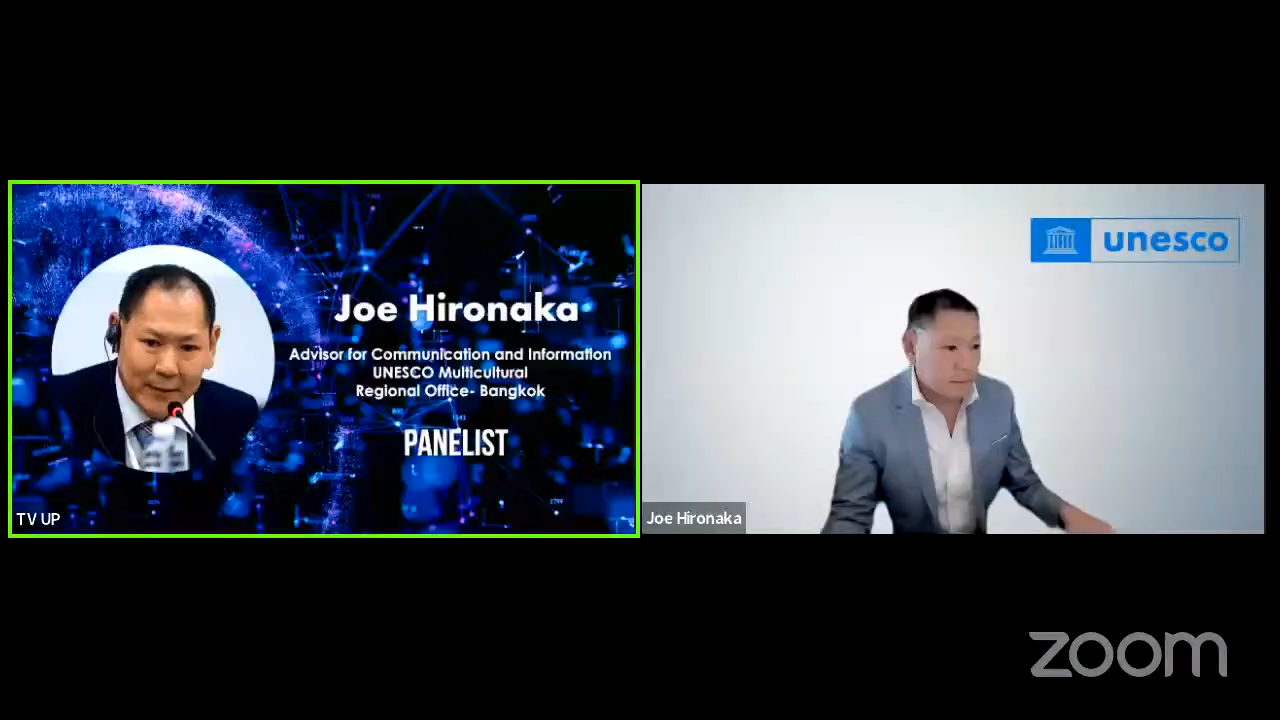 Joe Hironaka
Advisor for Communication and Information
UNESCO Multicultural
Regional Office- Bangkok
PANELIST
TV UP
unesco
Joe Hironaka
zoom